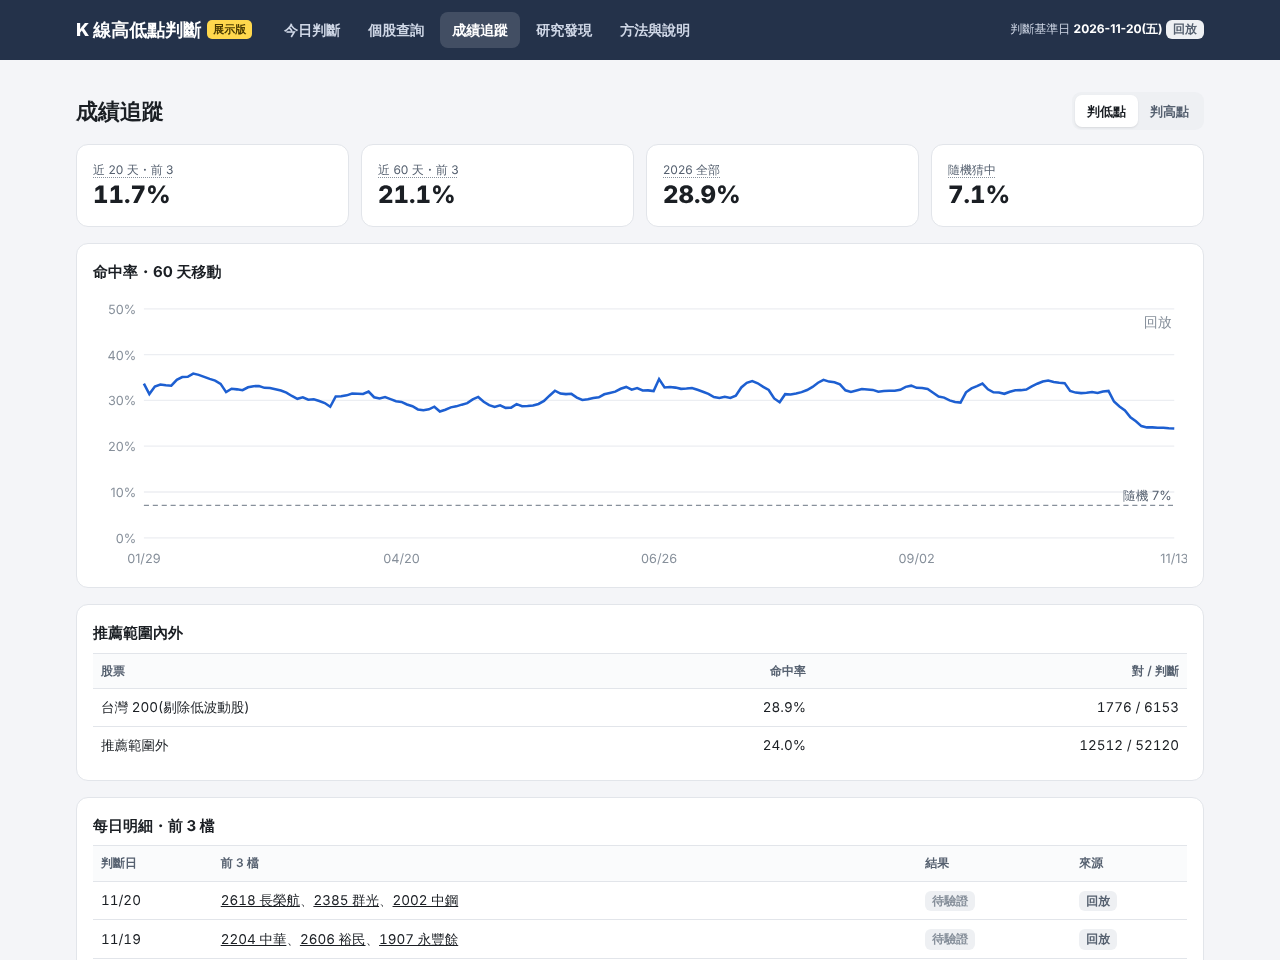 K 線高低點判斷 展示版 今日判斷 個股查詢 成績追蹤 研究發現 方法與說明 判斷基準日 2026-11-20(五) 回放
成績追蹤 判低點 判高點
近 20 天・前 3 近 60 天・前 3 2026 全部 隨機猜中
11.7% 21.1% 28.9% 7.1%
命中率・60 天移動
50%
回放
40%
30%
20%
10%
隨機 7%
0%
01/29 04/20 06/26 09/02 11/13
推薦範圍內外
股票 命中率 對 / 判斷
台灣 200(剔除低波動股) 28.9% 1776 / 6153
推薦範圍外 24.0% 12512 / 52120
每日明細・前 3 檔
判斷日 前 3 檔 結果 來源
11/20 2618 長榮航、2385 群光、2002 中鋼 待驗證 回放
11/19 2204 中華、2606 裕民、1907 永豐餘 待驗證 回放